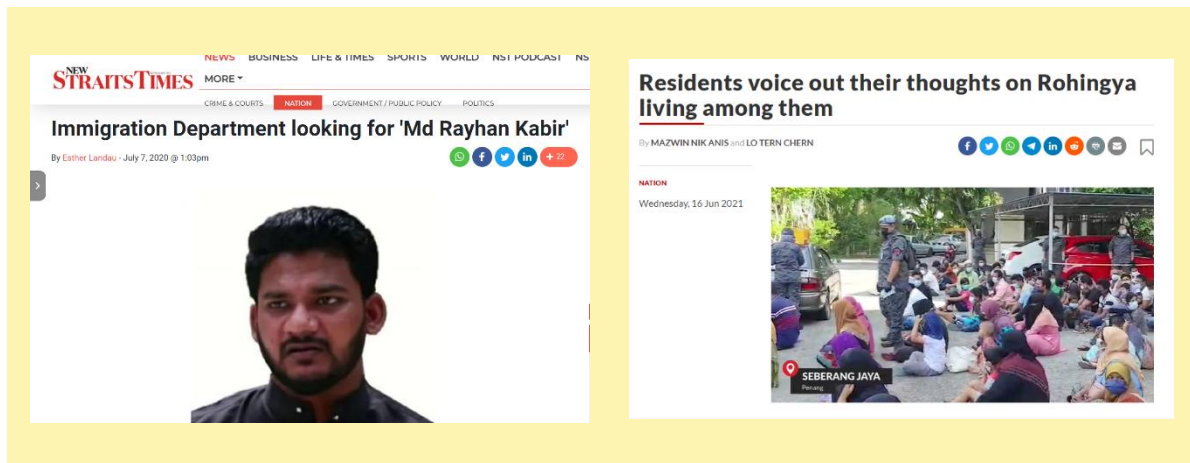 NEWS BUSINESS LIFE & TIMES SPORTS WORLD NST PODCAST NS
NEW
STRAITS TIMES
MORE
CRIME & COURTS NATION GOVERNMENT / PUBLIC POLICY POLITICS
Immigration Department looking for 'Md Rayhan Kabir'
By Esther Landau - July 7, 2020 @ 1:03pm
+ 22
Residents voice out their thoughts on Rohingya
living among them
By MAZWIN NIK ANIS and LO TERN CHERN
NATION
Wednesday, 16 Jun 2021
SEBERANG JAYA
Penang